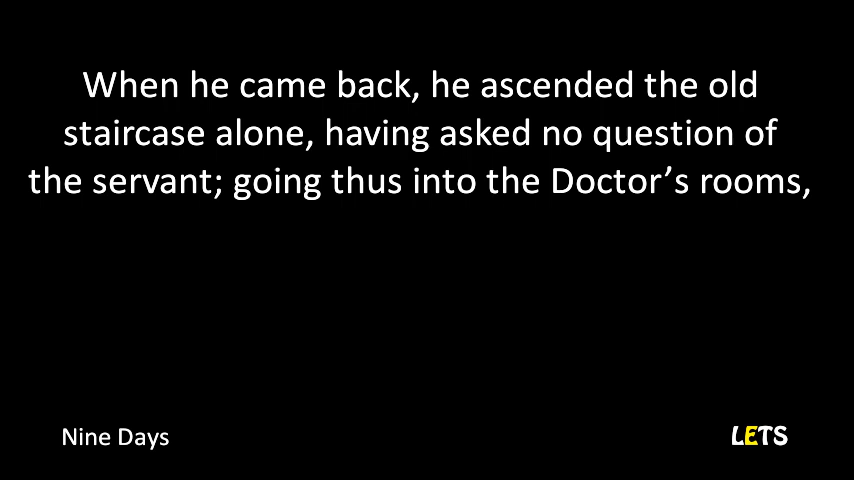 When he came back, he ascended the old
staircase alone, having asked no question of
the servant; going thus into the Doctor’s rooms,
Nine Days
LETS